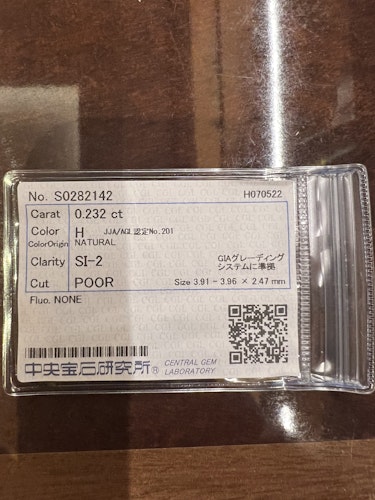 No. S0282142 H070522
Carat 0.232 ct
Color H JJA/AGL認定No.201
ColorOrigin NATURAL
Clarity SI-2 GIAグレーディングシステムに準拠
Cut POOR Size 3.91 - 3.96 × 2.47 mm
Fluo. NONE
中央宝石研究所® CENTRAL GEM LABORATORY.